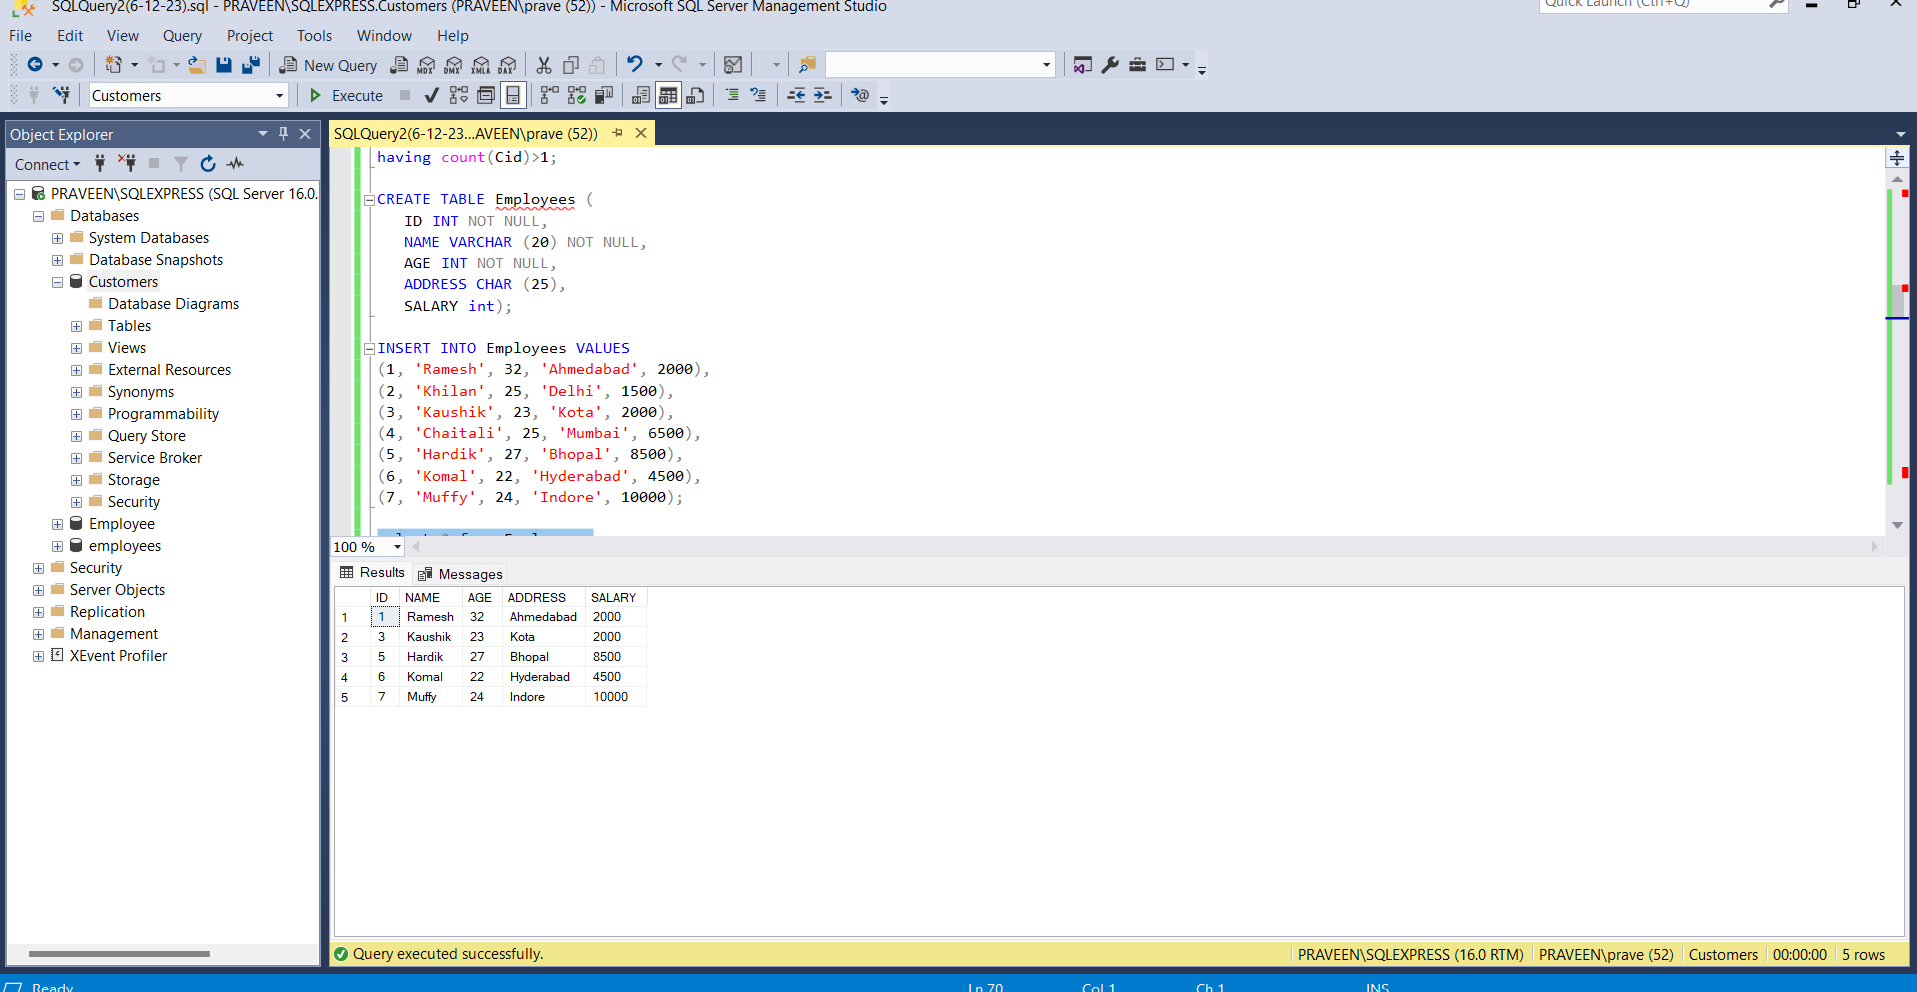 SQLQuery2(6-12-23).sql - PRAVEEN\SQLEXPRESS.Customers (PRAVEEN\prave (52)) - Microsoft SQL Server Management Studio
Quick Launch (Ctrl+Q)
File Edit View Query Project Tools Window Help
New Query MDX DMX XMLA DAX
Customers Execute
Object Explorer
Connect
PRAVEEN\SQLEXPRESS (SQL Server 16.0.
Databases
System Databases
Database Snapshots
Customers
Database Diagrams
Tables
Views
External Resources
Synonyms
Programmability
Query Store
Service Broker
Storage
Security
Employee
employees
Security
Server Objects
Replication
Management
XEvent Profiler
SQLQuery2(6-12-23...AVEEN\prave (52))
having count(Cid)>1;
CREATE TABLE Employees (
ID INT NOT NULL,
NAME VARCHAR (20) NOT NULL,
AGE INT NOT NULL,
ADDRESS CHAR (25),
SALARY int);
INSERT INTO Employees VALUES
(1, 'Ramesh', 32, 'Ahmedabad', 2000),
(2, 'Khilan', 25, 'Delhi', 1500),
(3, 'Kaushik', 23, 'Kota', 2000),
(4, 'Chaitali', 25, 'Mumbai', 6500),
(5, 'Hardik', 27, 'Bhopal', 8500),
(6, 'Komal', 22, 'Hyderabad', 4500),
(7, 'Muffy', 24, 'Indore', 10000);
100 %
Results Messages
ID NAME AGE ADDRESS SALARY
1 1 Ramesh 32 Ahmedabad 2000
2 3 Kaushik 23 Kota 2000
3 5 Hardik 27 Bhopal 8500
4 6 Komal 22 Hyderabad 4500
5 7 Muffy 24 Indore 10000
Query executed successfully. PRAVEEN\SQLEXPRESS (16.0 RTM) PRAVEEN\prave (52) Customers 00:00:00 5 rows
Ready Ln 70 Col 1 Ch 1 INS